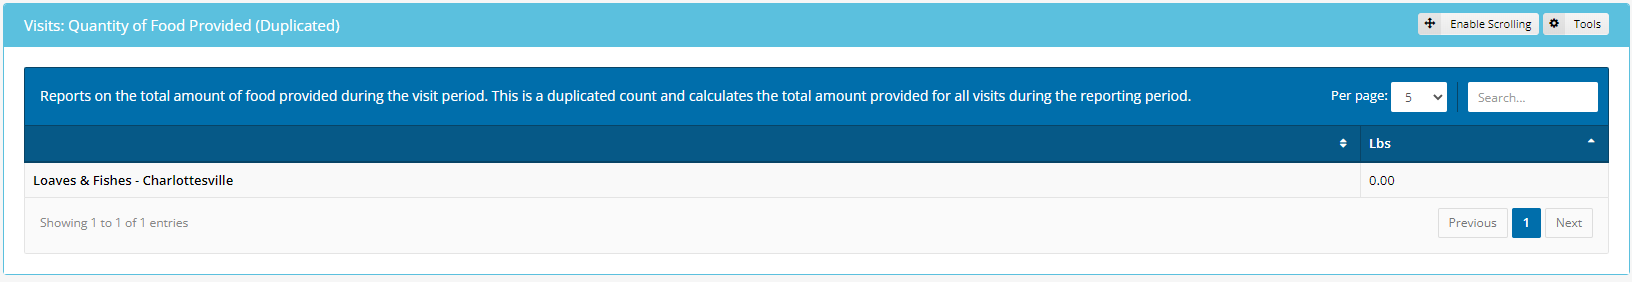 Visits: Quantity of Food Provided (Duplicated)
Enable Scrolling
Tools
Reports on the total amount of food provided during the visit period. This is a duplicated count and calculates the total amount provided for all visits during the reporting period.
Per page: 5
Search...
Lbs
Loaves & Fishes - Charlottesville 0.00
Showing 1 to 1 of 1 entries
Previous 1 Next